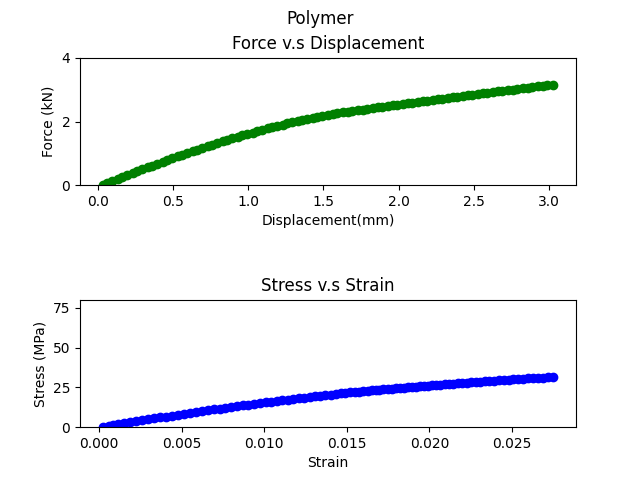 Polymer
Force v.s Displacement
4
2
0
Force (kN)
0.0 0.5 1.0 1.5 2.0 2.5 3.0
Displacement(mm)
Stress v.s Strain
75
50
25
0
Stress (MPa)
0.000 0.005 0.010 0.015 0.020 0.025
Strain